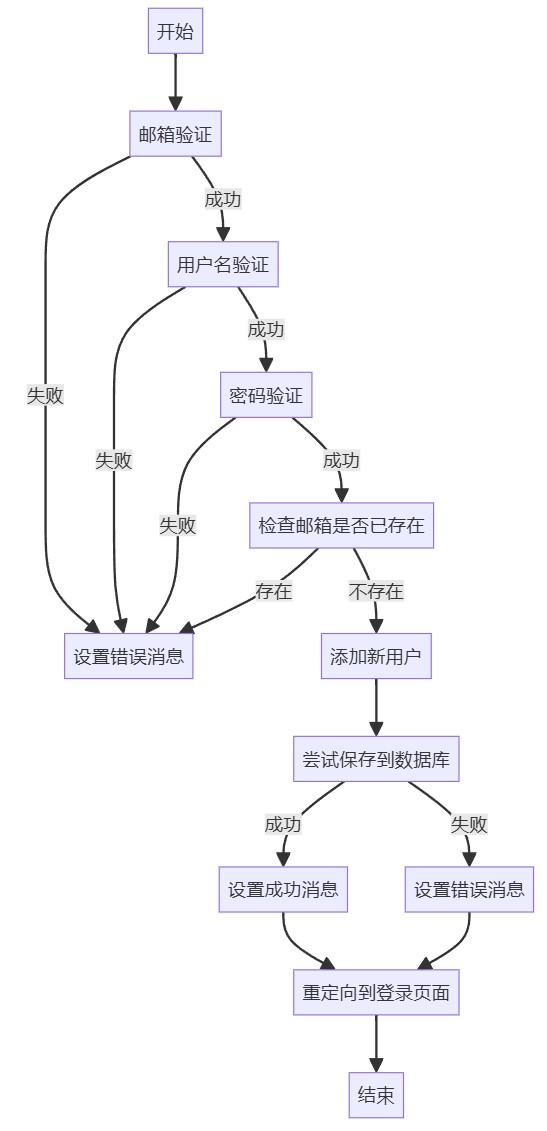 开始
邮箱验证
成功
用户名验证
成功
失败
密码验证
失败
成功
失败
检查邮箱是否已存在
存在
不存在
设置错误消息
添加新用户
尝试保存到数据库
成功
失败
设置成功消息
设置错误消息
重定向到登录页面
结束